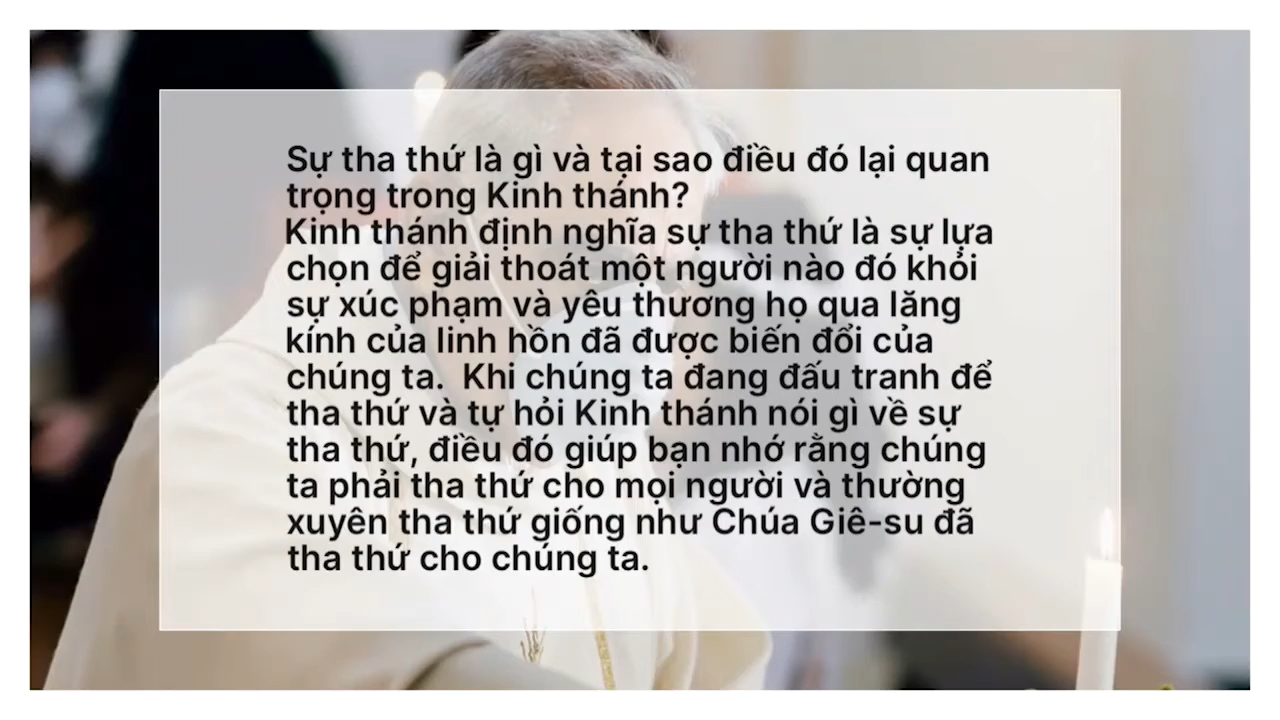 Sự tha thứ là gì và tại sao điều đó lại quan
trọng trong Kinh thánh?
Kinh thánh định nghĩa sự tha thứ là sự lựa
chọn để giải thoát một người nào đó khỏi
sự xúc phạm và yêu thương họ qua lăng
kính của linh hồn đã được biến đổi của
chúng ta.  Khi chúng ta đang đấu tranh để
tha thứ và tự hỏi Kinh thánh nói gì về sự
tha thứ, điều đó giúp bạn nhớ rằng chúng
ta phải tha thứ cho mọi người và thường
xuyên tha thứ giống như Chúa Giê-su đã
tha thứ cho chúng ta.